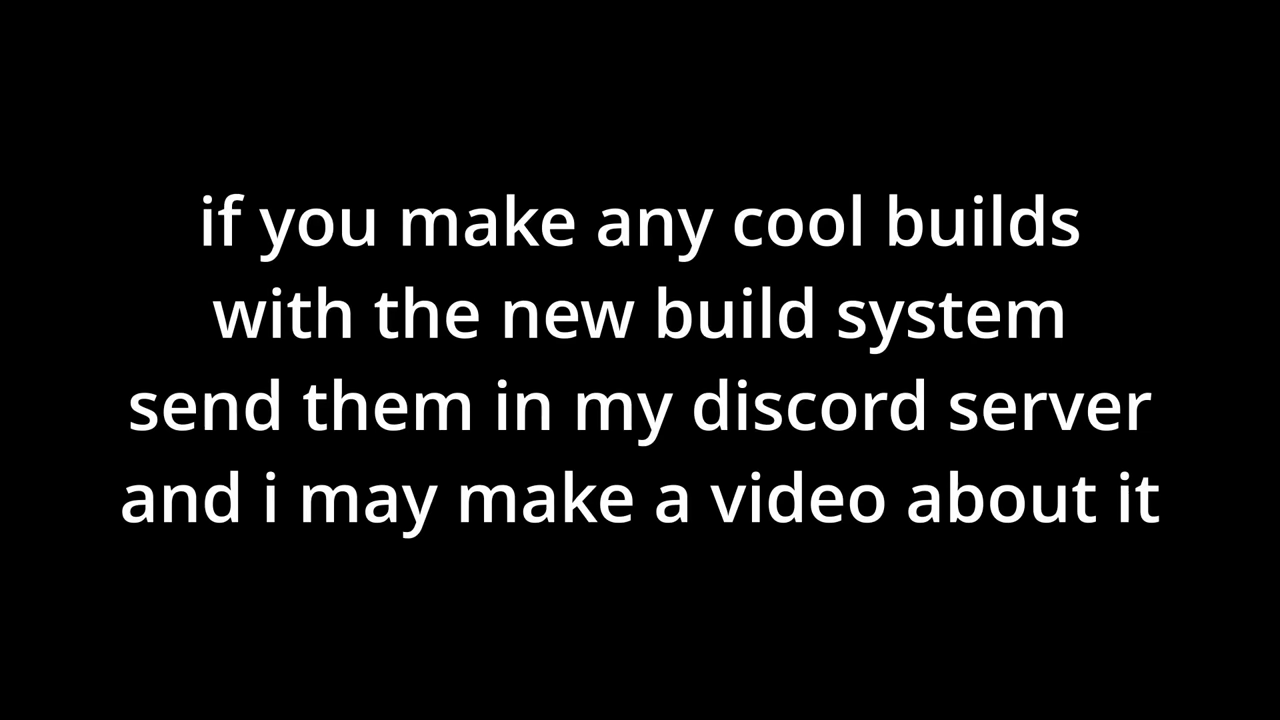 if you make any cool builds
with the new build system
send them in my discord server
and i may make a video about it